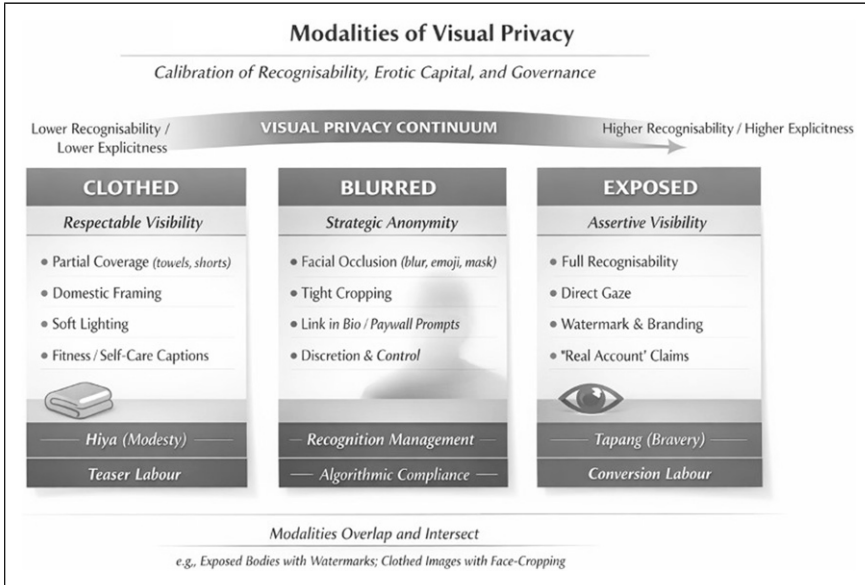 Modalities of Visual Privacy
Calibration of Recognisability, Erotic Capital, and Governance
Lower Recognisability /
Lower Explicitness
VISUAL PRIVACY CONTINUUM
Higher Recognisability / Higher Explicitness
CLOTHED
Respectable Visibility
• Partial Coverage (towels, shorts)
• Domestic Framing
• Soft Lighting
• Fitness / Self-Care Captions
Hiya (Modesty)
Teaser Labour
BLURRED
Strategic Anonymity
• Facial Occlusion (blur, emoji, mask)
• Tight Cropping
• Link in Bio / Paywall Prompts
• Discretion & Control
Recognition Management
Algorithmic Compliance
EXPOSED
Assertive Visibility
• Full Recognisability
• Direct Gaze
• Watermark & Branding
• "Real Account' Claims
Tapang (Bravery)
Conversion Labour
Modalities Overlap and Intersect
e.g., Exposed Bodies with Watermarks; Clothed Images with Face-Cropping